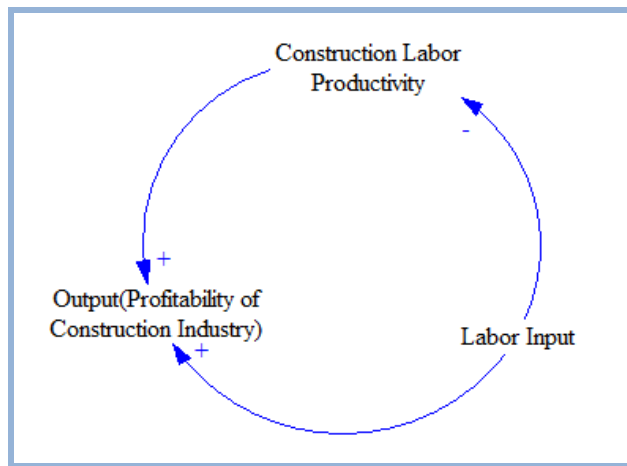 Construction Labor
Productivity
-
+
Output(Profitability of
Construction Industry)
+
Labor Input